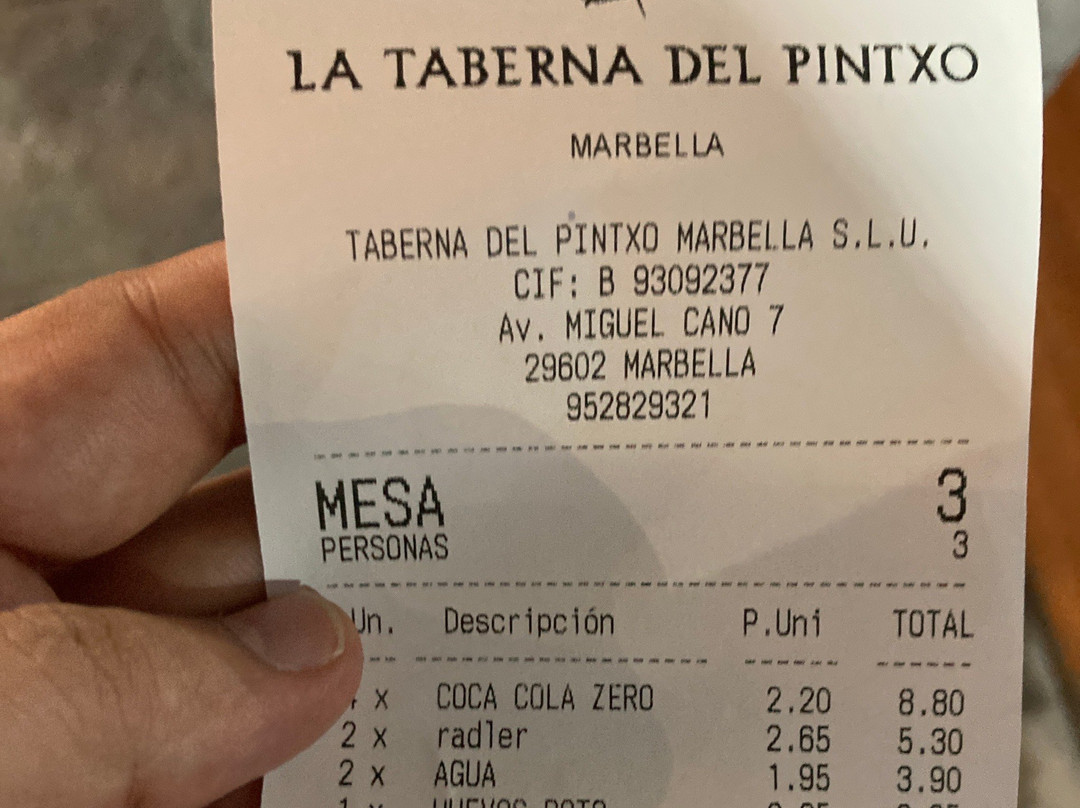 LA TABERNA DEL PINTXO
MARBELLA
TABERNA DEL PINTXO MARBELLA S.L.U.
CIF: B 93092377
Av. MIGUEL CANO 7
29602 MARBELLA
952829321
MESA 3
PERSONAS 3
Un. Descripción P.Uni TOTAL
x COCA COLA ZERO 2.20 8.80
2 x radler 2.65 5.30
2 x AGUA 1.95 3.90